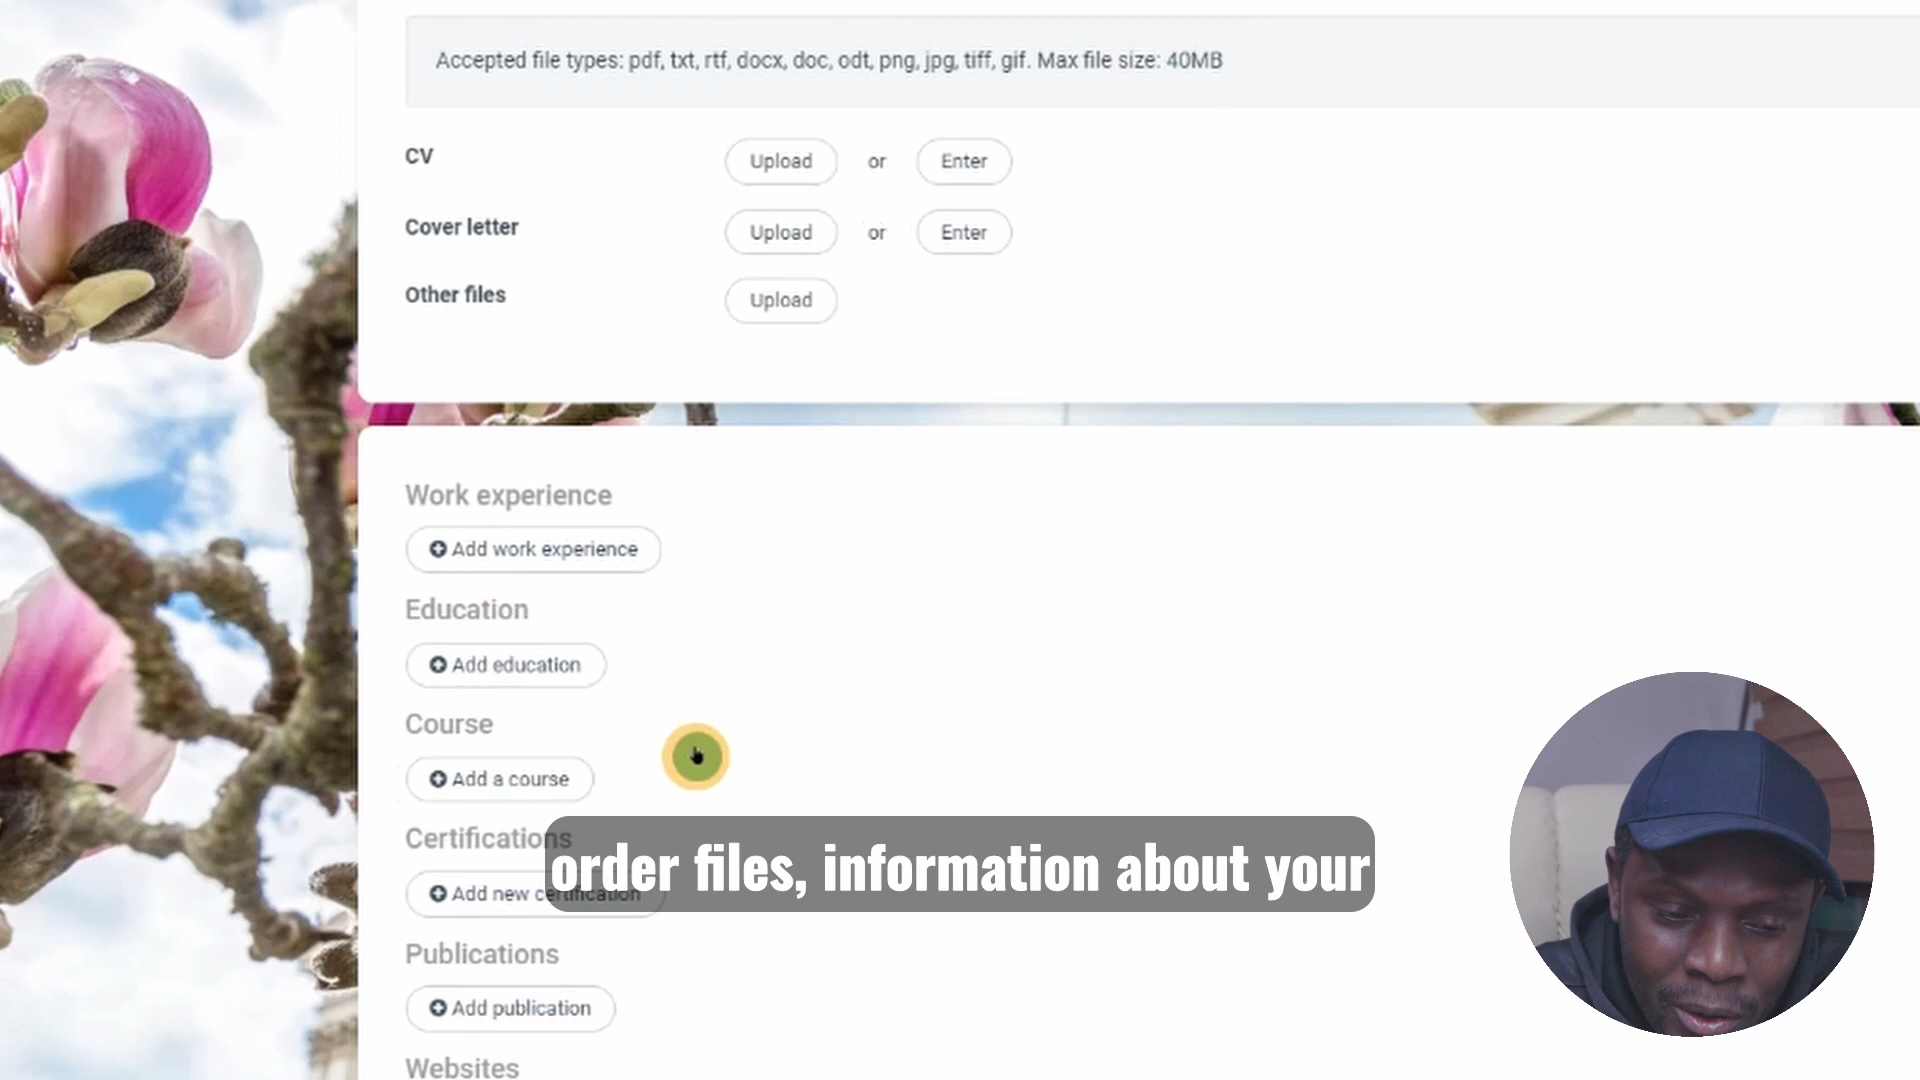 Accepted file types: pdf, txt, rtf, docx, doc, odt, png, jpg, tiff, gif. Max file size: 40MB
CV Upload or Enter
Cover letter Upload or Enter
Other files Upload
Work experience
Add work experience
Education
Add education
Course
Add a course
Certifications
order files, information about your
Add new certification
Publications
Add publication
Websites